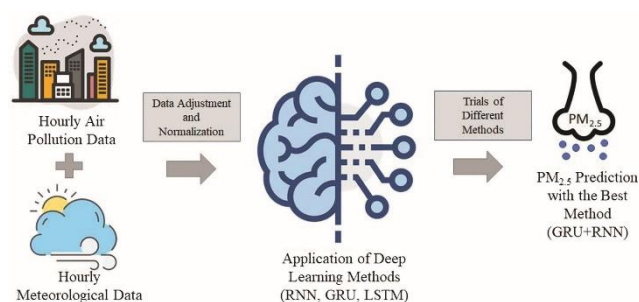 Hourly Air
Pollution Data
Hourly
Meteorological Data
Data Adjustment
and
Normalization
Application of Deep
Learning Methods
(RNN, GRU, LSTM)
Trials of
Different
Methods
PM₂.₅
PM₂.₅ Prediction
with the Best
Method
(GRU+RNN)